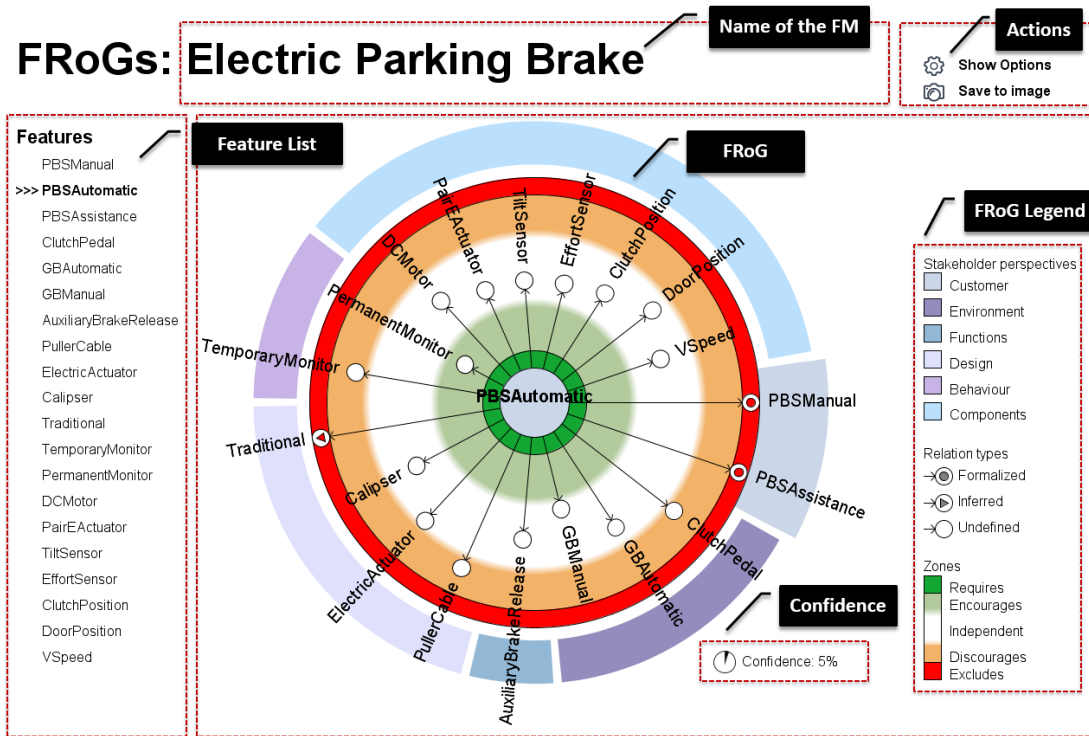 Name of the FM
Actions
FRoGs: Electric Parking Brake
Show Options
Save to image
Features
Feature List
FRoG
PBSManual
>>> PBSAutomatic
PBSAssistance
ClutchPedal
GBAutomatic
GBManual
AuxiliaryBrakeRelease
PullerCable
ElectricActuator
Calipser
Traditional
TemporaryMonitor
PermanentMonitor
DCMotor
PairEActuator
TiltSensor
EffortSensor
ClutchPosition
DoorPosition
VSpeed
PBSAutomatic
TemporaryMonitor
PermanentMonitor
DCMotor
PairEActuator
TiltSensor
EffortSensor
ClutchPosition
DoorPosition
VSpeed
PBSManual
PBSAssistance
ClutchPedal
GBAutomatic
GBManual
AuxiliaryBrakeRelease
PullerCable
ElectricActuator
Calipser
Traditional
FRoG Legend
Stakeholder perspectives
Customer
Environment
Functions
Design
Behaviour
Components
Relation types
Formalized
Inferred
Undefined
Zones
Requires
Encourages
Independent
Discourages
Excludes
Confidence
Confidence: 5%